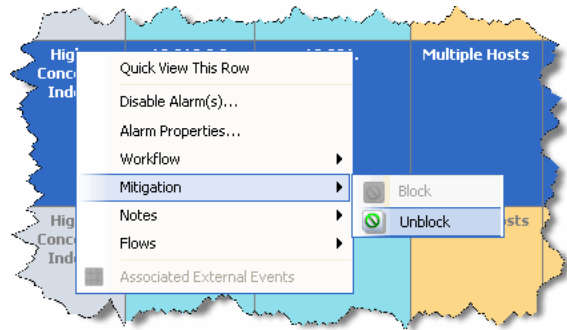 Multiple Hosts
Quick View This Row
Disable Alarm(s)...
Alarm Properties...
Workflow
Mitigation
Notes
Flows
Associated External Events
Block
Unblock